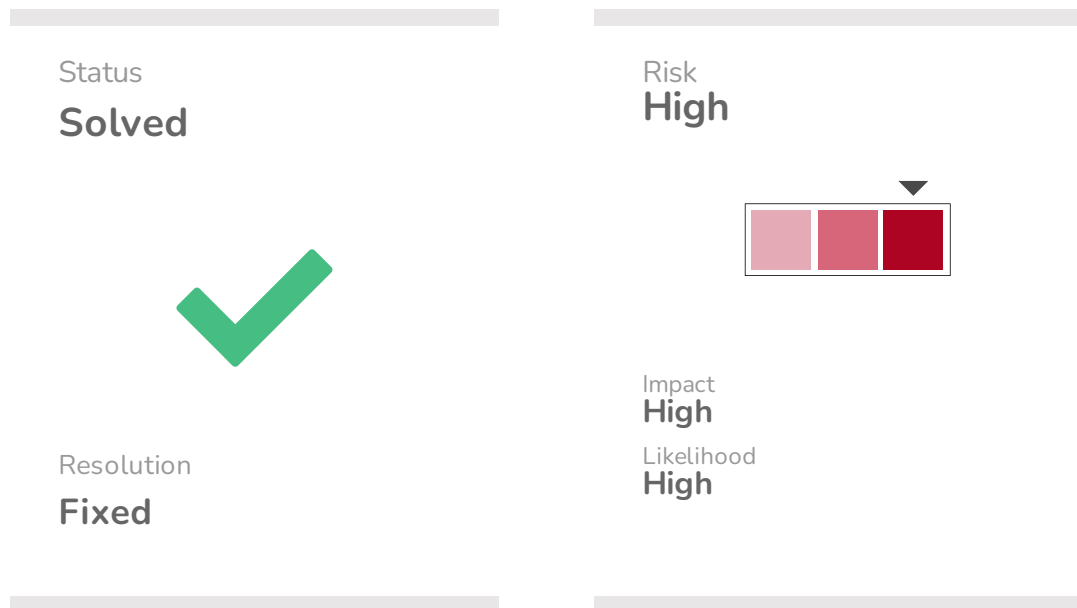 Status
Solved
Resolution
Fixed
Risk
High
Impact
High
Likelihood
High